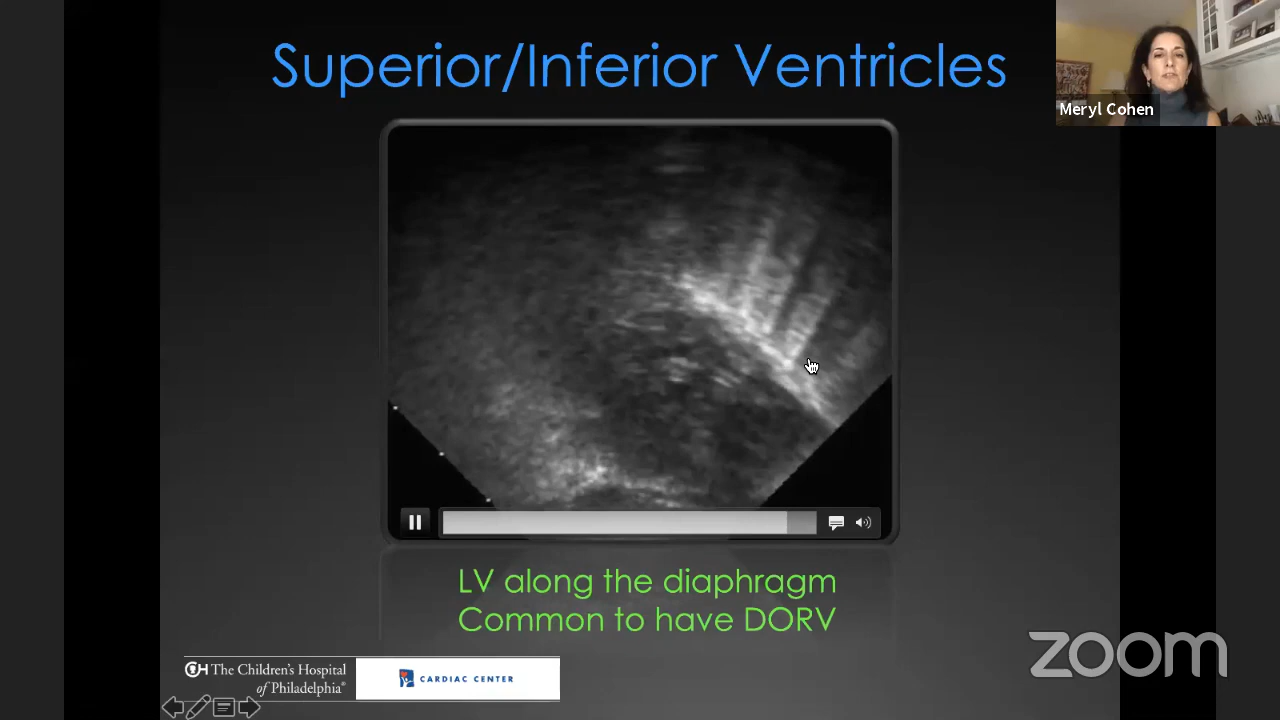 Superior/Inferior Ventricles
Meryl Cohen
LV along the diaphragm
Common to have DORV
CH The Children's Hospital
of Philadelphia®
CARDIAC CENTER
zoom